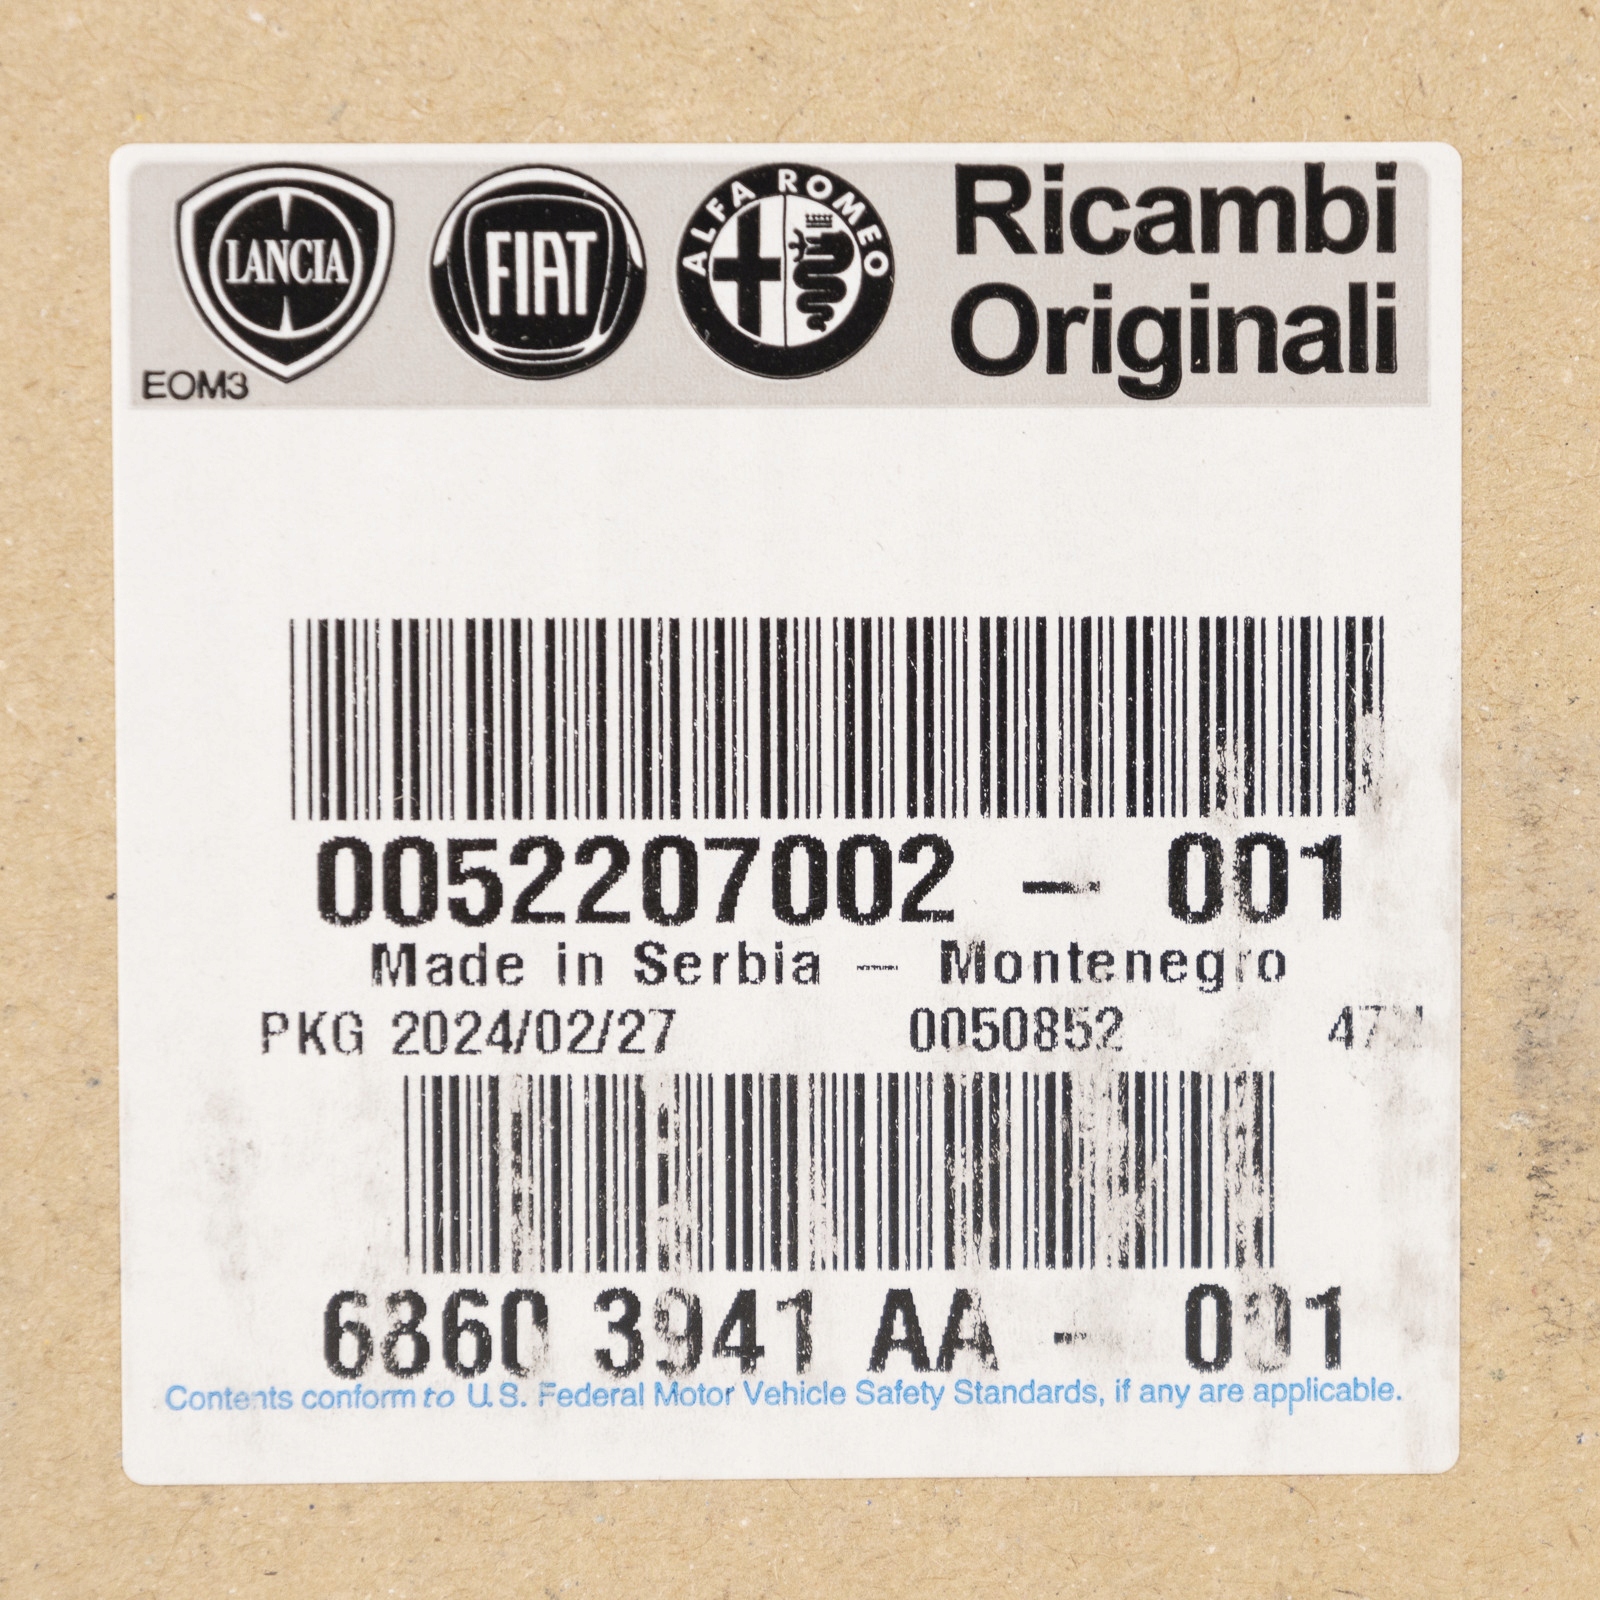 LANCIA
FIAT
ALFA ROMEO
Ricambi
Originali
EOM3
0052207002 - 001
Made in Serbia - Montenegro
PKG 2024/02/27 0050852
6860 3941 AA - 001
Contents conform to U.S. Federal Motor Vehicle Safety Standards, if any are applicable.